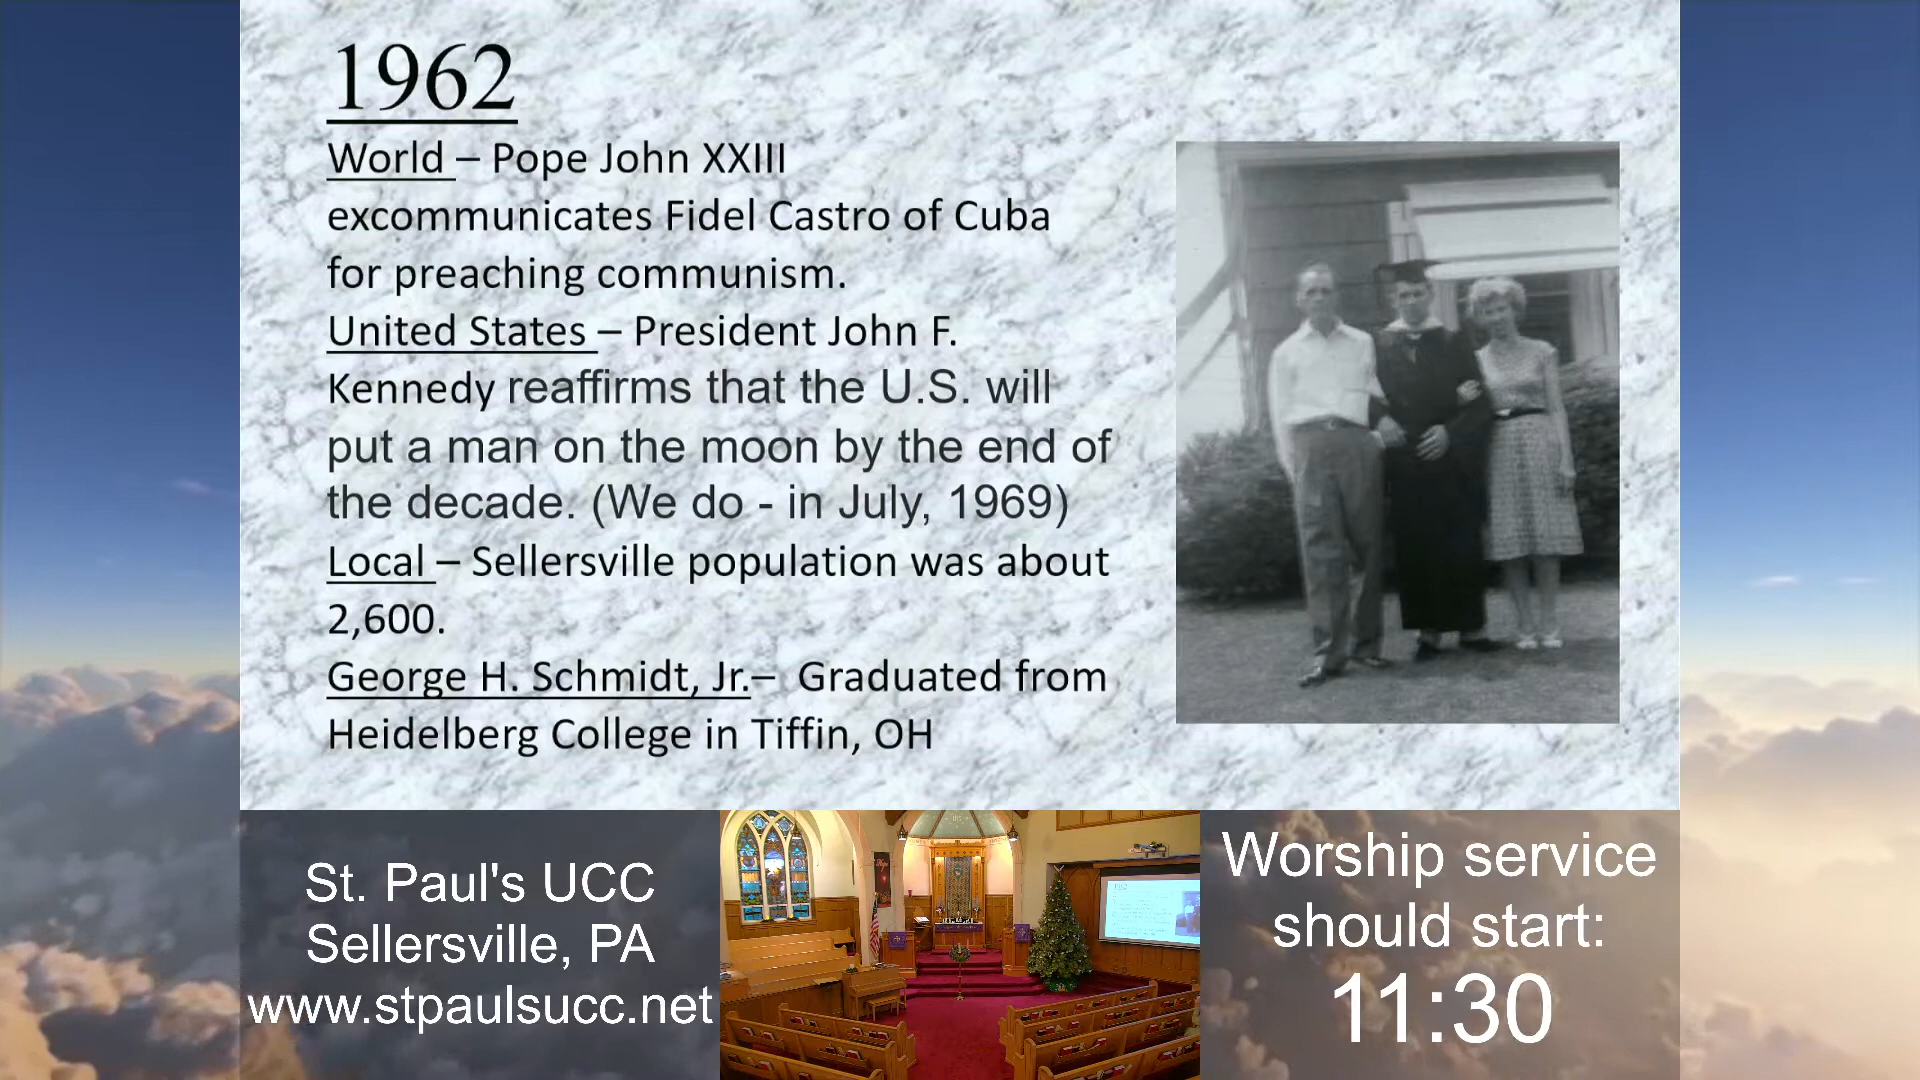 1962
World – Pope John XXIII
excommunicates Fidel Castro of Cuba
for preaching communism.
United States – President John F.
Kennedy reaffirms that the U.S. will
put a man on the moon by the end of
the decade. (We do - in July, 1969)
Local – Sellersville population was about
2,600.
George H. Schmidt, Jr.– Graduated from
Heidelberg College in Tiffin, OH
St. Paul's UCC
Sellersville, PA
www.stpaulsucc.net
1962
Worship service
should start:
11:30